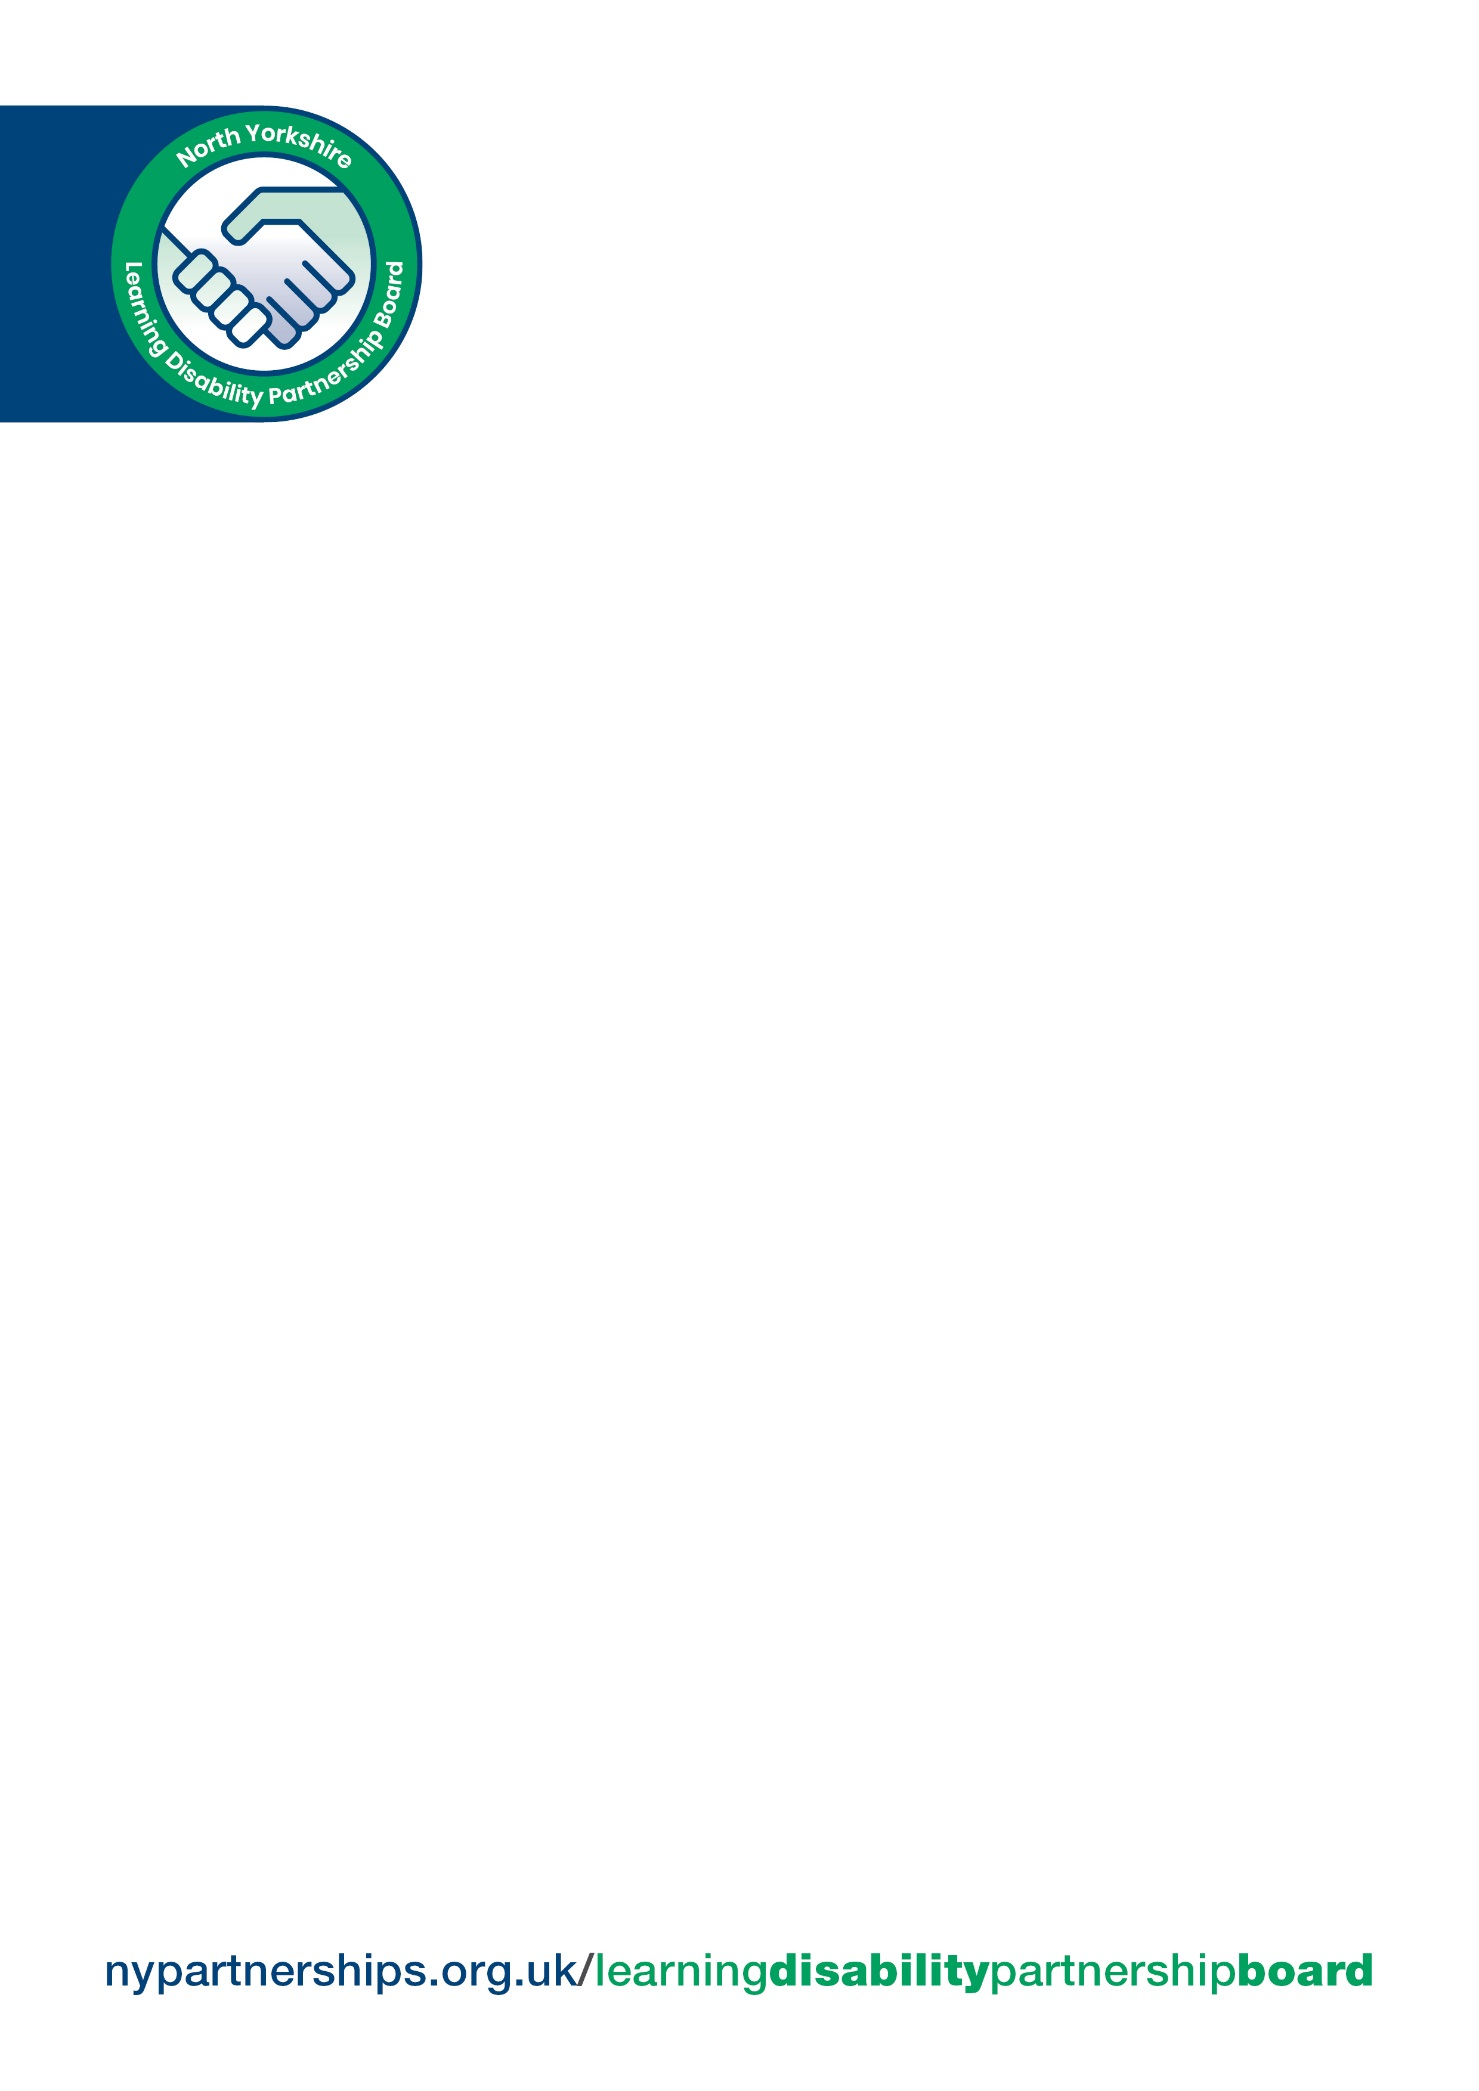 North Yorkshire
Learning Disability Partnership Board
nypartnerships.org.uk/learningdisabilitypartnershipboard